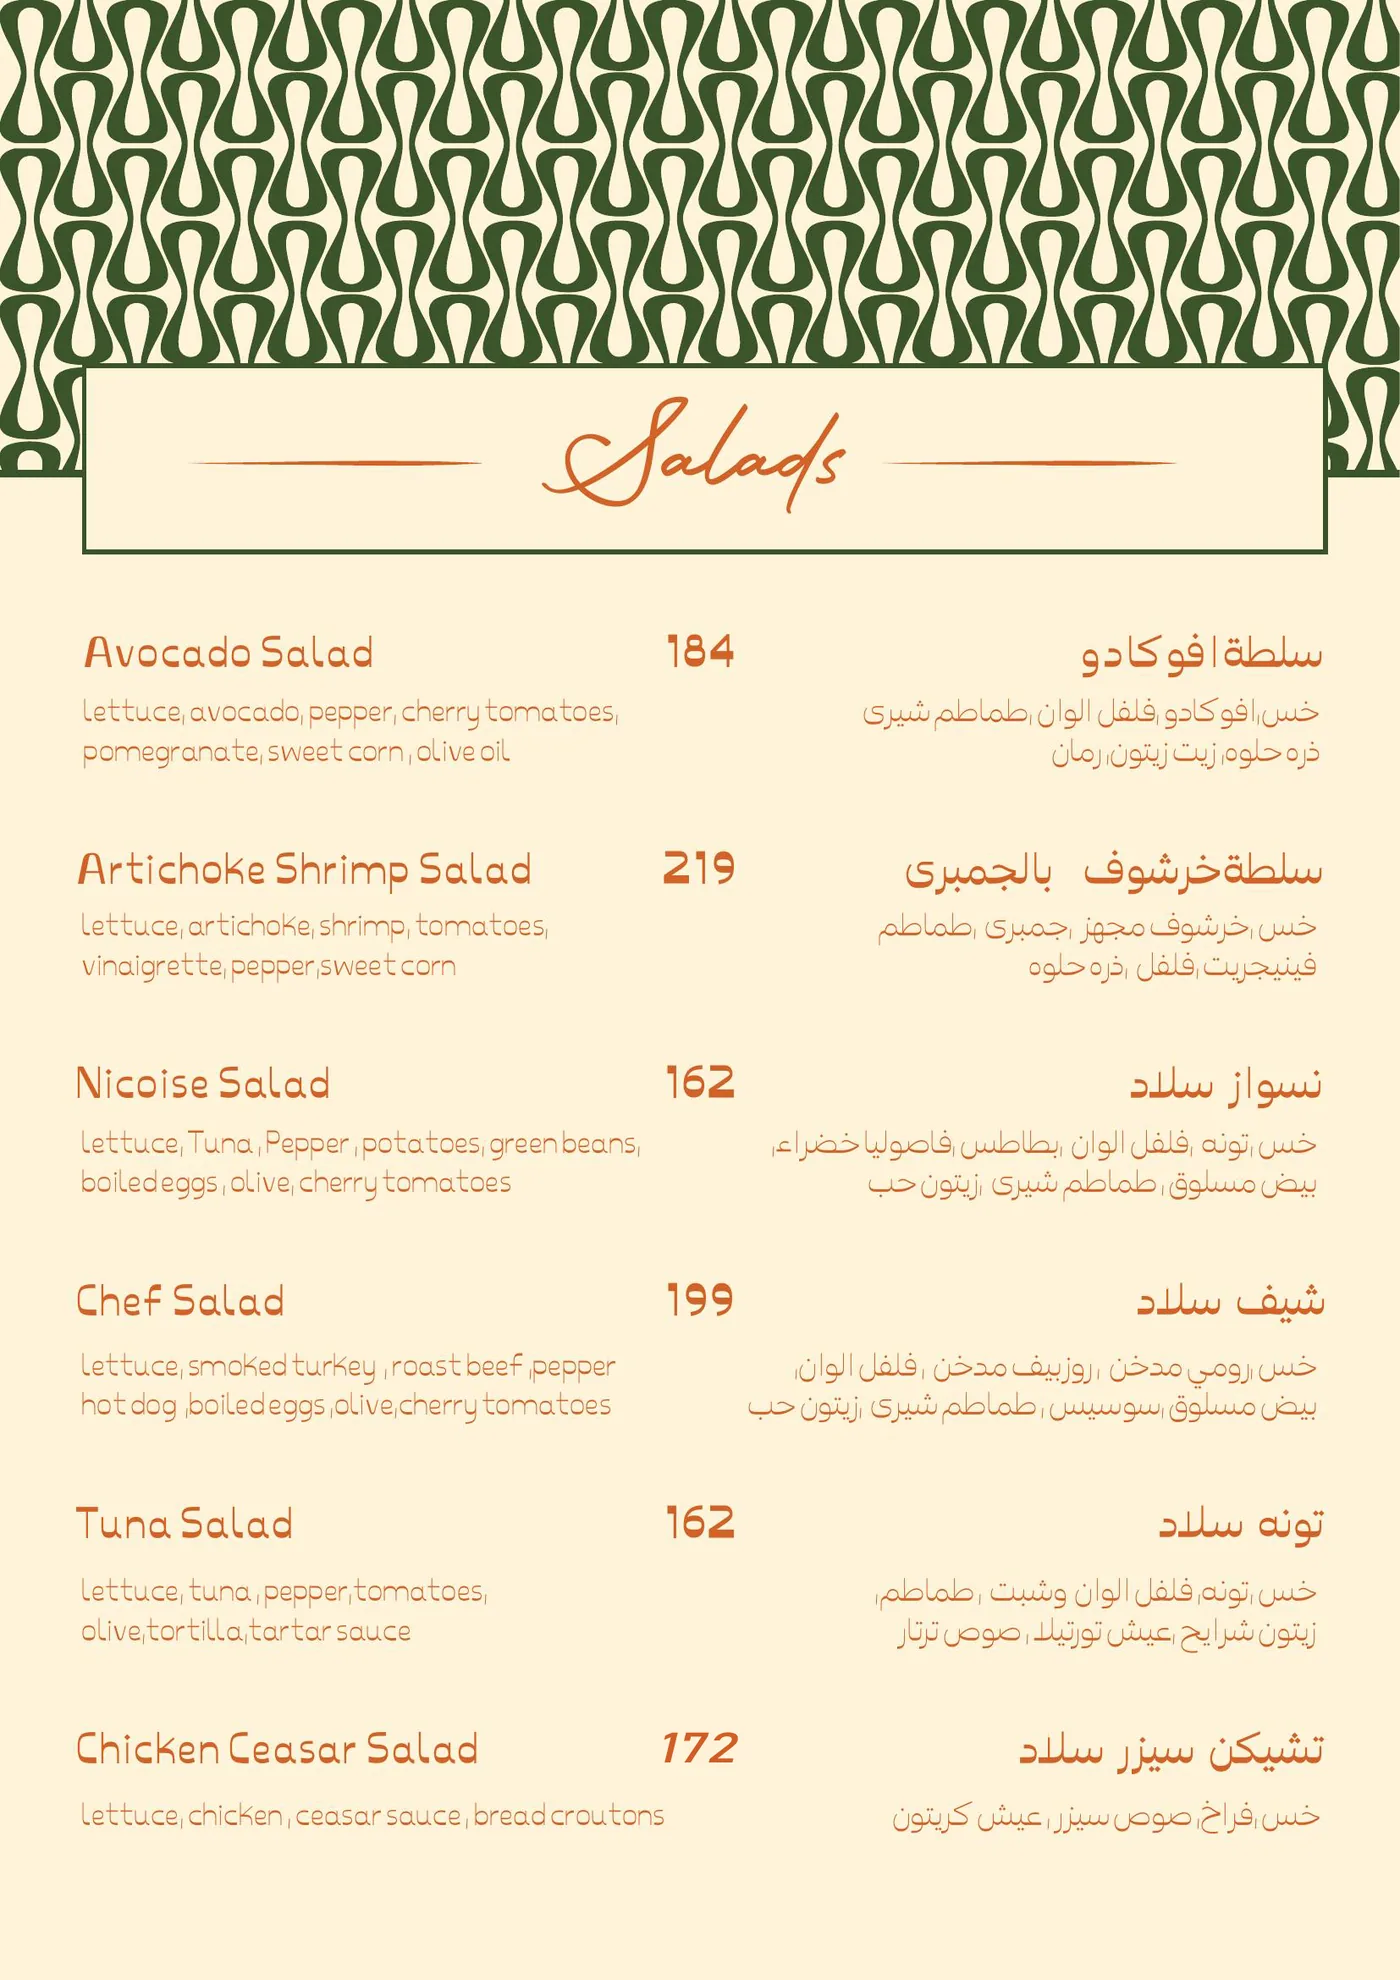 Salads
Avocado Salad 184 سلطة افوكادو
lettuce, avocado, pepper, cherry tomatoes, خس,افوكادو,فلفل الوان,طماطم شيرى
pomegranate, sweet corn , olive oil ذره حلوه, زيت زيتون, رمان
Artichoke Shrimp Salad 219 سلطةخرشوف بالجمبرى
lettuce, artichoke, shrimp, tomatoes, خس,خرشوف مجهز ,جمبرى ,طماطم
vinaigrette, pepper,sweet corn فينيجريت,فلفل ,ذره حلوه
Nicoise Salad 162 نسواز سلاد
lettuce, Tuna , Pepper , potatoes, green beans, خس,تونه ,فلفل الوان ,بطاطس,فاصوليا خضراء,
boiled eggs , olive, cherry tomatoes بيض مسلوق, طماطم شيرى ,زيتون حب
Chef Salad 199 شيف سلاد
lettuce, smoked turkey , roast beef ,pepper خس,رومي مدخن , روزبيف مدخن , فلفل الوان,
hot dog ,boiled eggs ,olive,cherry tomatoes بيض مسلوق,سوسيس, طماطم شيرى ,زيتون حب
Tuna Salad 162 تونه سلاد
lettuce, tuna , pepper,tomatoes, خس,تونه,فلفل الوان وشبت , طماطم,
olive,tortilla,tartar sauce زيتون شرايح,عيش تورتيلا, صوص ترتار
Chicken Ceasar Salad 172 تشيكن سيزر سلاد
lettuce, chicken , ceasar sauce , bread croutons خس,فراخ,صوص سيزر, عيش كريتون